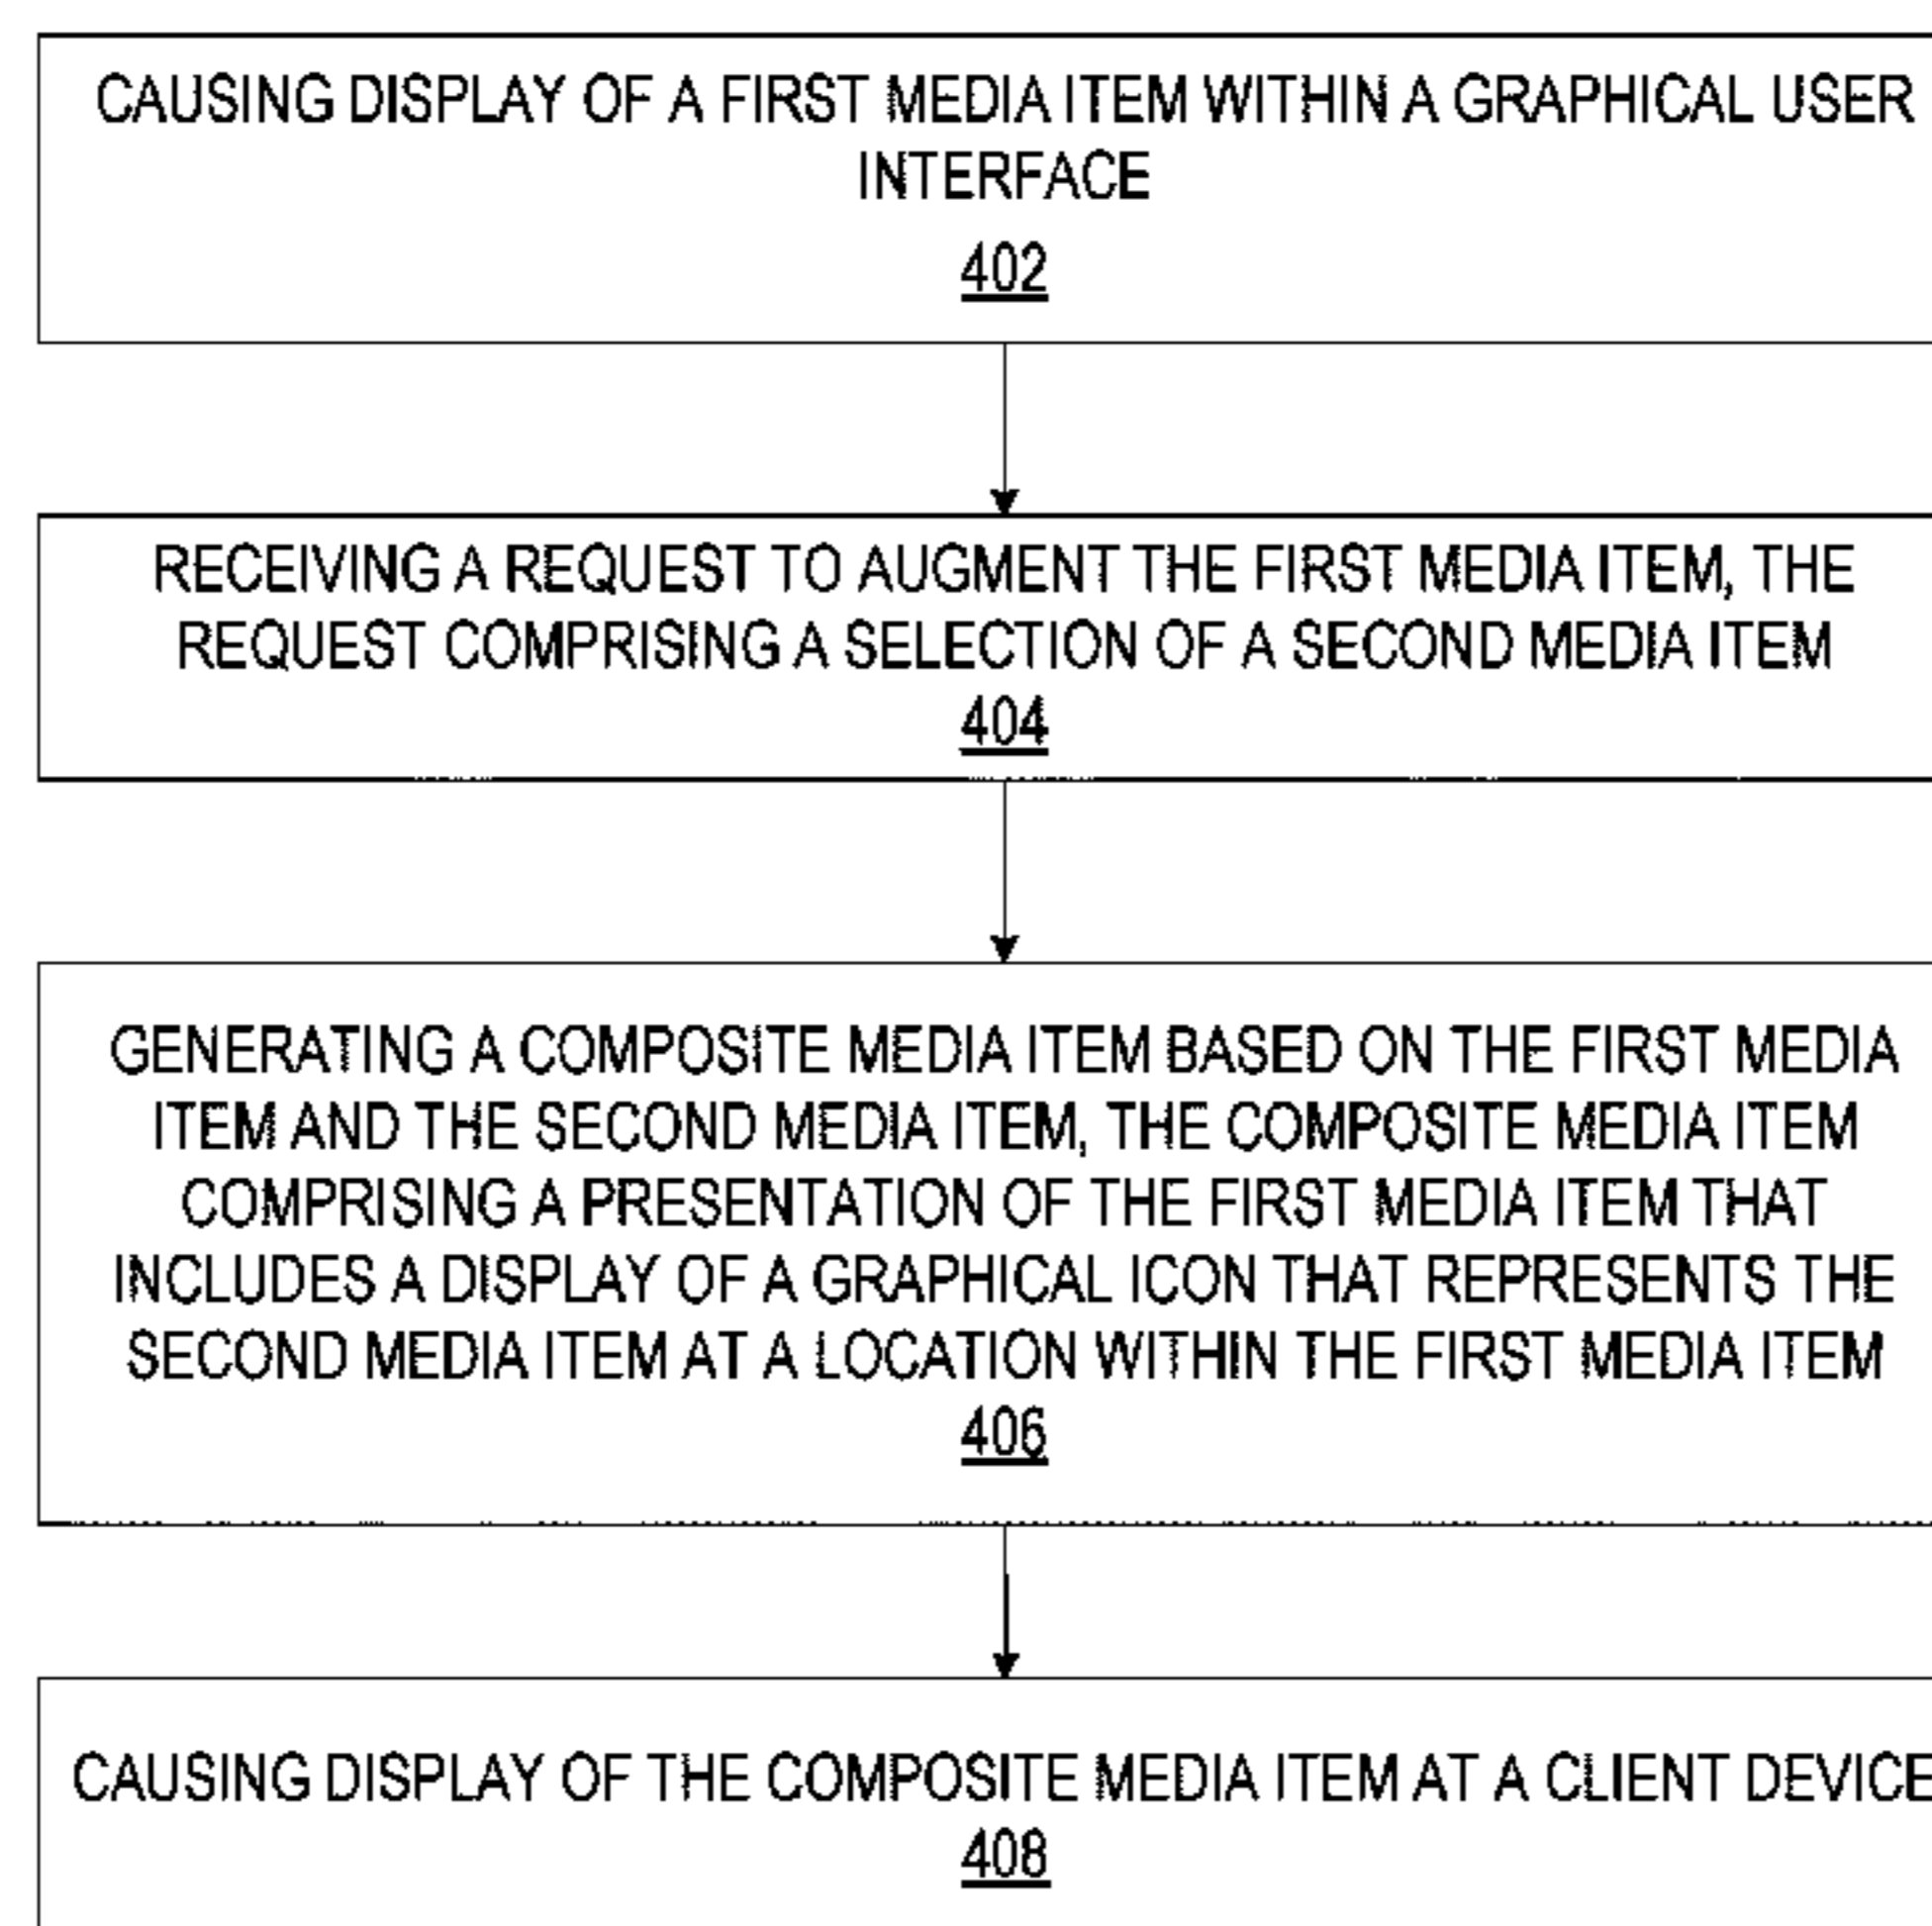 CAUSING DISPLAY OF A FIRST MEDIA ITEM WITHIN A GRAPHICAL USER
INTERFACE
402
RECEIVING A REQUEST TO AUGMENT THE FIRST MEDIA ITEM, THE
REQUEST COMPRISING A SELECTION OF A SECOND MEDIA ITEM
404
GENERATING A COMPOSITE MEDIA ITEM BASED ON THE FIRST MEDIA
ITEM AND THE SECOND MEDIA ITEM, THE COMPOSITE MEDIA ITEM
COMPRISING A PRESENTATION OF THE FIRST MEDIA ITEM THAT
INCLUDES A DISPLAY OF A GRAPHICAL ICON THAT REPRESENTS THE
SECOND MEDIA ITEM AT A LOCATION WITHIN THE FIRST MEDIA ITEM
406
CAUSING DISPLAY OF THE COMPOSITE MEDIA ITEM AT A CLIENT DEVICE
408